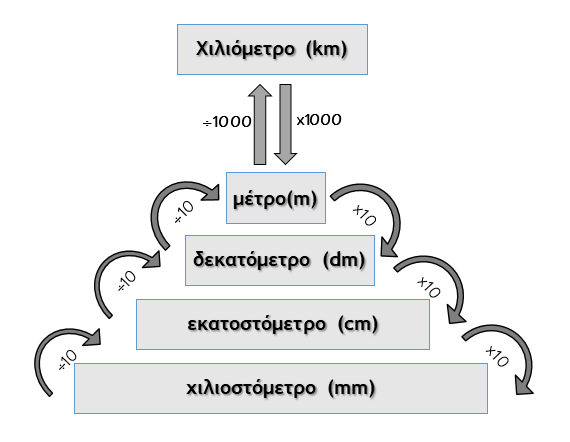 Χιλιόμετρο (km)
÷1000
x1000
μέτρο(m)
÷10
x10
δεκατόμετρο (dm)
÷10
x10
εκατοστόμετρο (cm)
÷10
x10
χιλιοστόμετρο (mm)